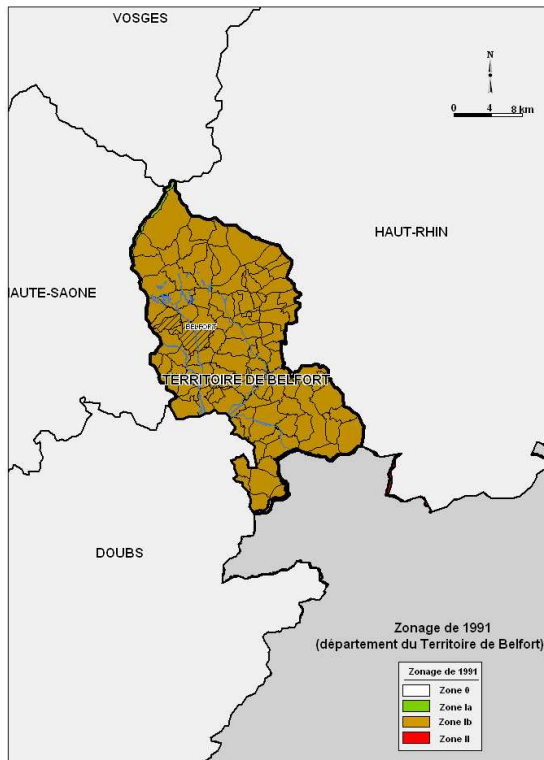 VOSGES
N
0 4 8 km
HAUT-RHIN
HAUTE-SAONE
BELFORT
TERRITOIRE DE BELFORT
DOUBS
Zonage de 1991
(département du Territoire de Belfort)
Zonage de 1991
Zone 0
Zone Ia
Zone Ib
Zone II